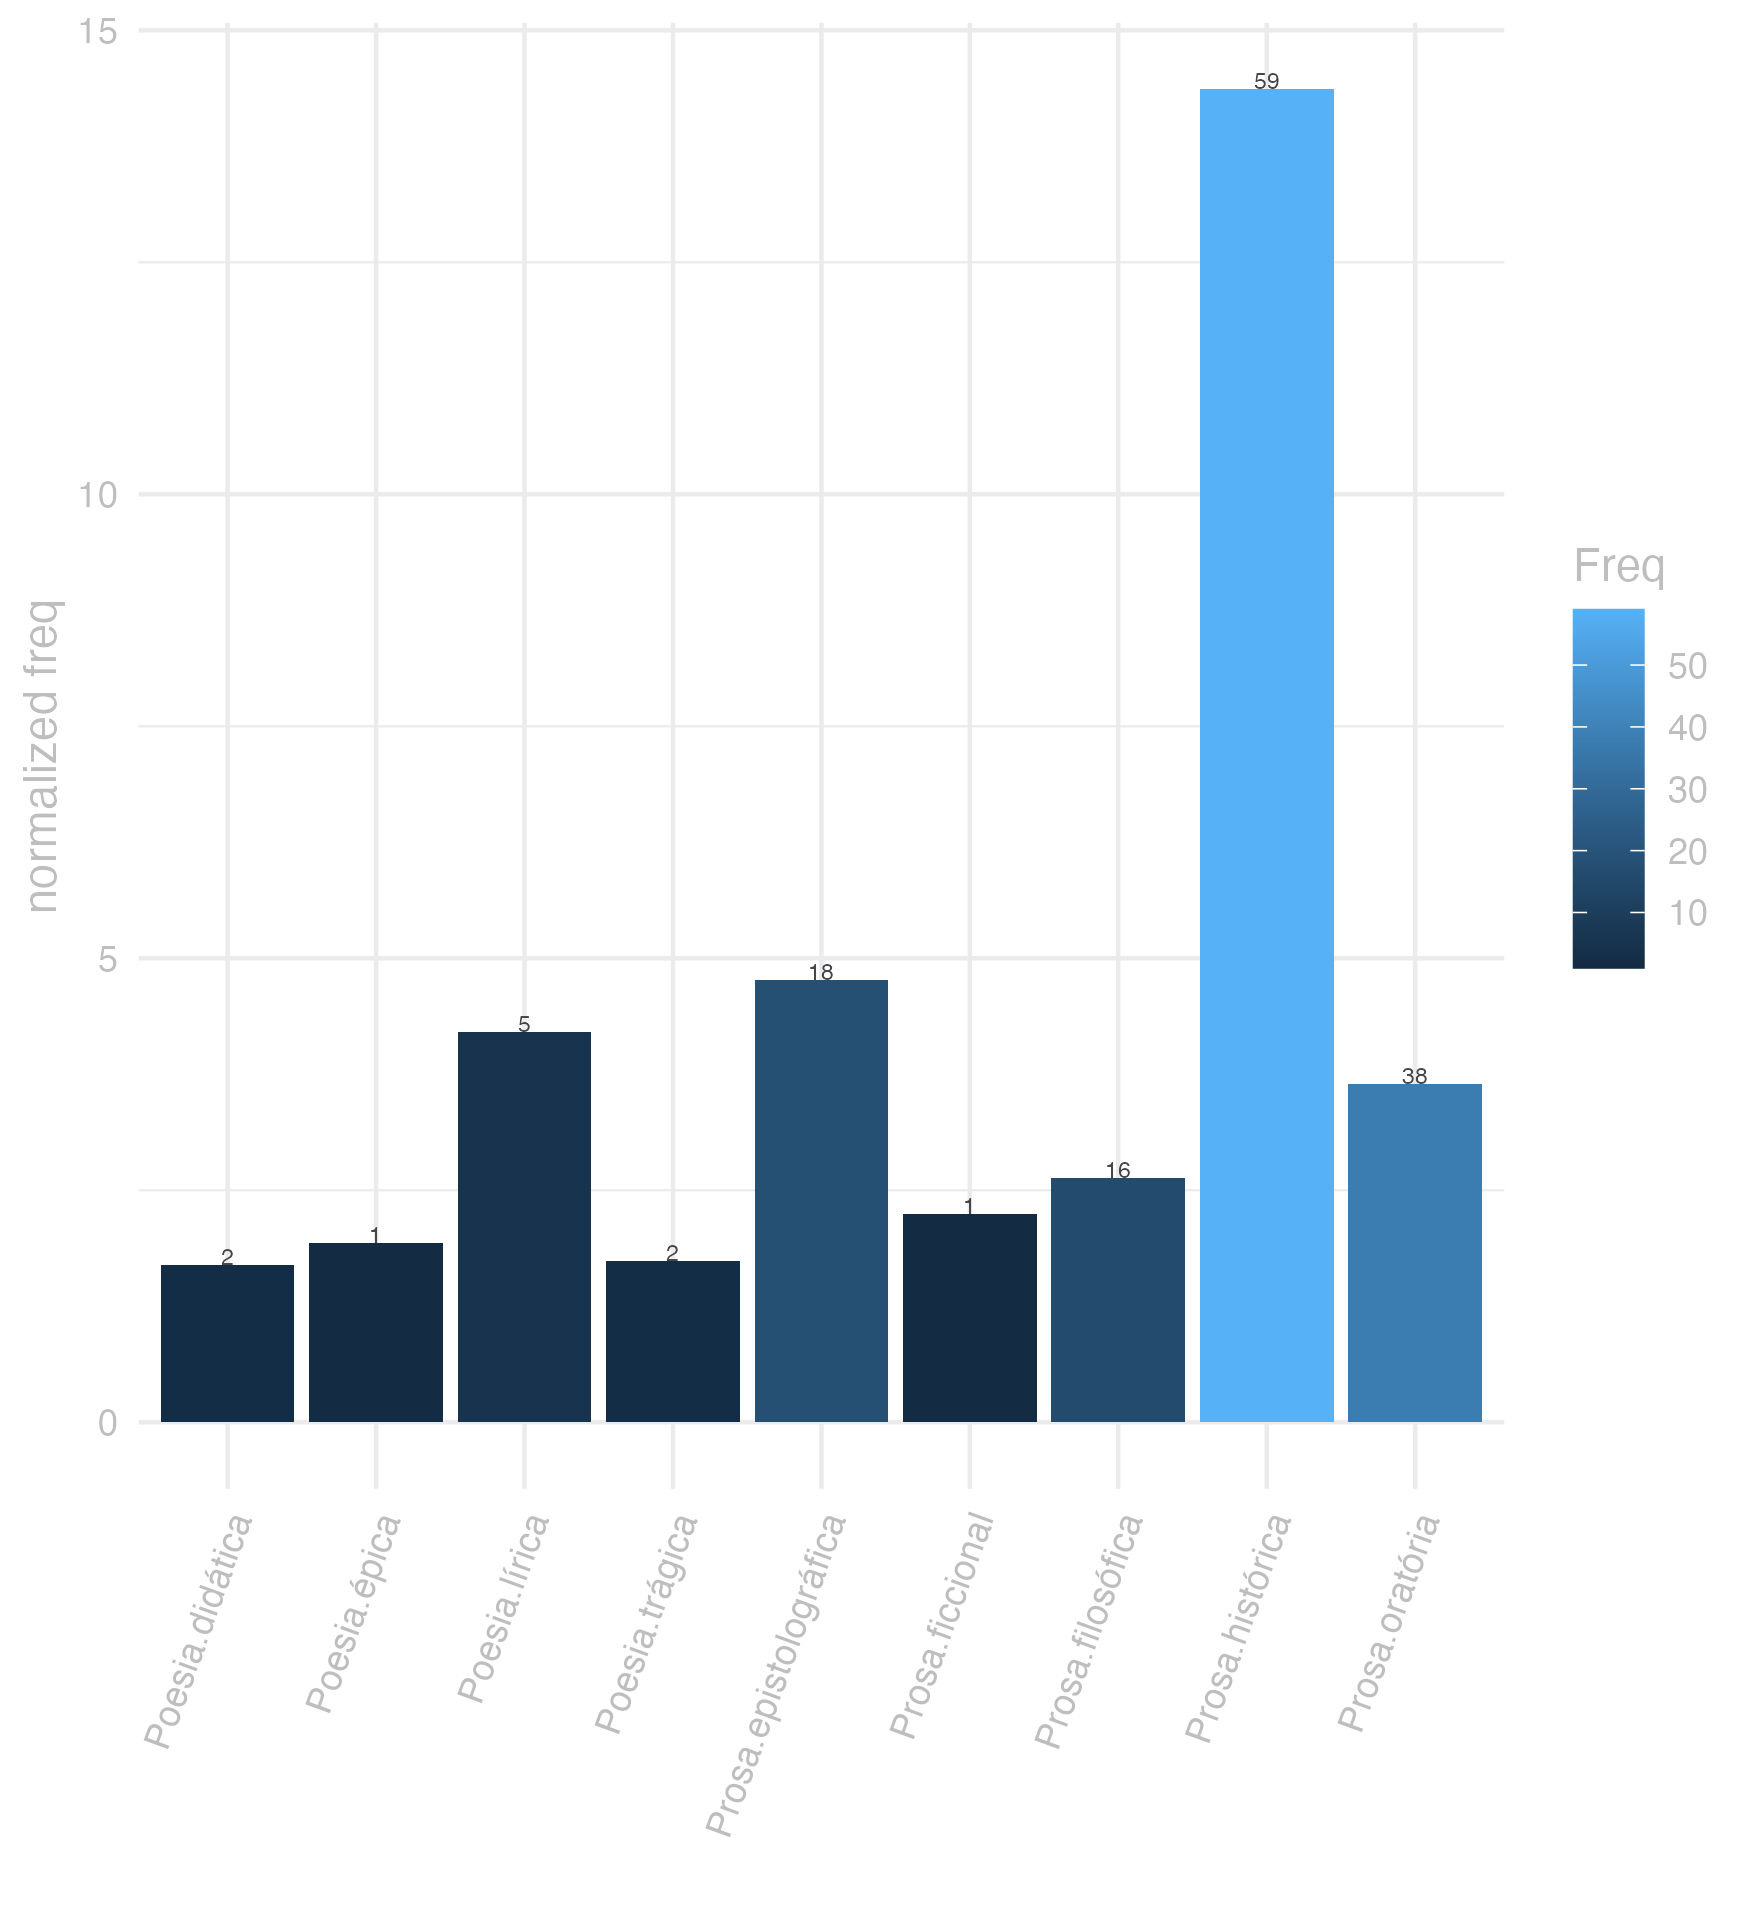 normalized freq
15
10
5
0
2
1
5
2
18
1
16
59
38
Poesia.didática
Poesia.épica
Poesia.lírica
Poesia.trágica
Prosa.epistolográfica
Prosa.ficcional
Prosa.filosófica
Prosa.histórica
Prosa.oratória
Freq
50
40
30
20
10